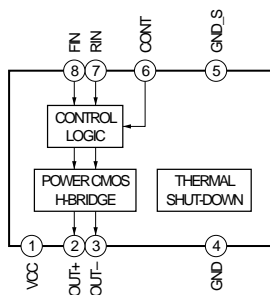 FIN
RIN
CONT
GND_S
8
7
6
5
CONTROL
LOGIC
POWER CMOS
H-BRIDGE
THERMAL
SHUT-DOWN
1
2
3
4
VCC
OUT+
OUT−
GND